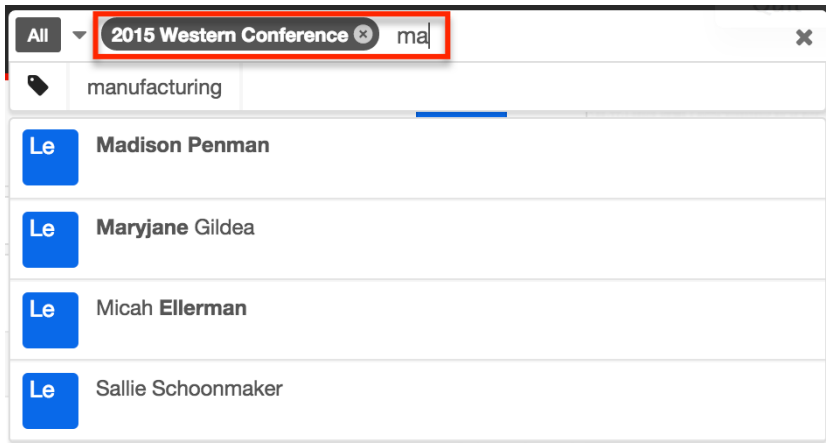 All 2015 Western Conference ma
manufacturing
Le Madison Penman
Le Maryjane Gildea
Le Micah Ellerman
Le Sallie Schoonmaker